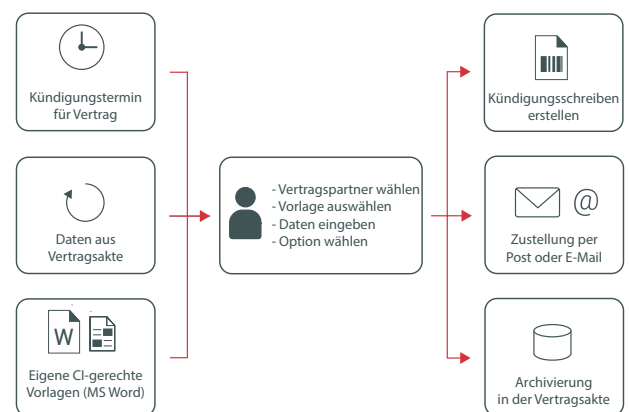 Kündigungstermin
für Vertrag
Daten aus
Vertragsakte
W
Eigene CI-gerechte
Vorlagen (MS Word)
- Vertragspartner wählen
- Vorlage auswählen
- Daten eingeben
- Option wählen
Kündigungsschreiben
erstellen
@
Zustellung per
Post oder E-Mail
Archivierung
in der Vertragsakte